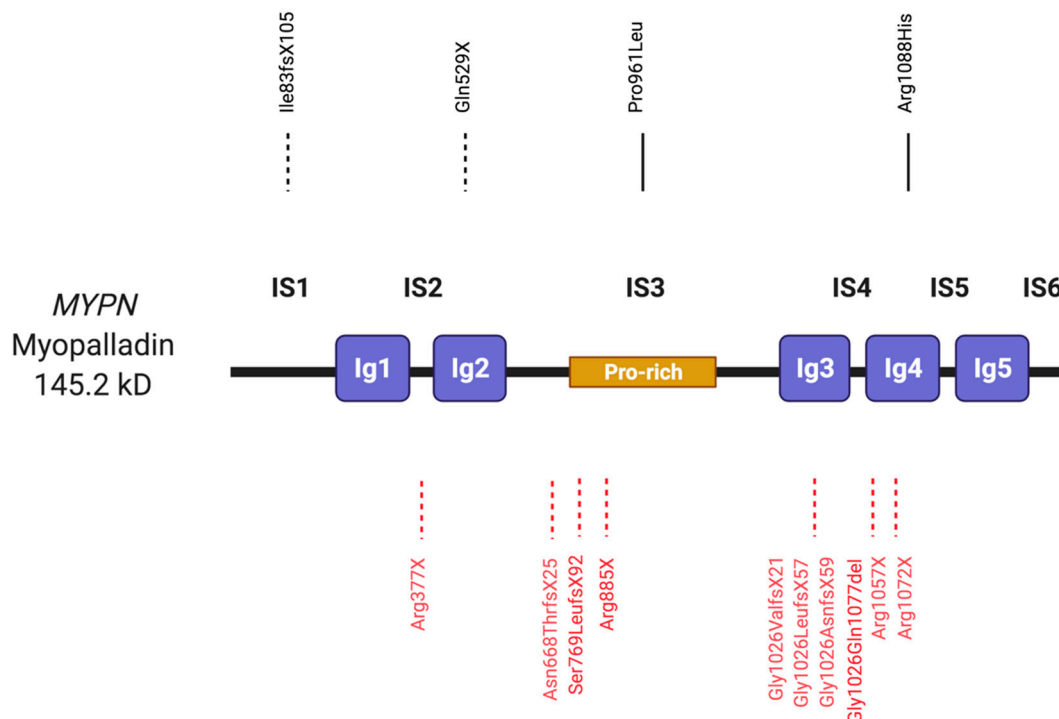 Ile83fsX105
Gln529X
Pro961Leu
Arg1088His
IS1
IS2
IS3
IS4
IS5
IS6
MYPN
Myopalladin
145.2 kD
Ig1
Ig2
Pro-rich
Ig3
Ig4
Ig5
Arg377X
Asn668ThrfsX25
Ser769LeufsX92
Arg885X
Gly1026ValfsX21
Gly1026LeufsX57
Gly1026AsnfsX59
Gly1026Gln1077del
Arg1057X
Arg1072X